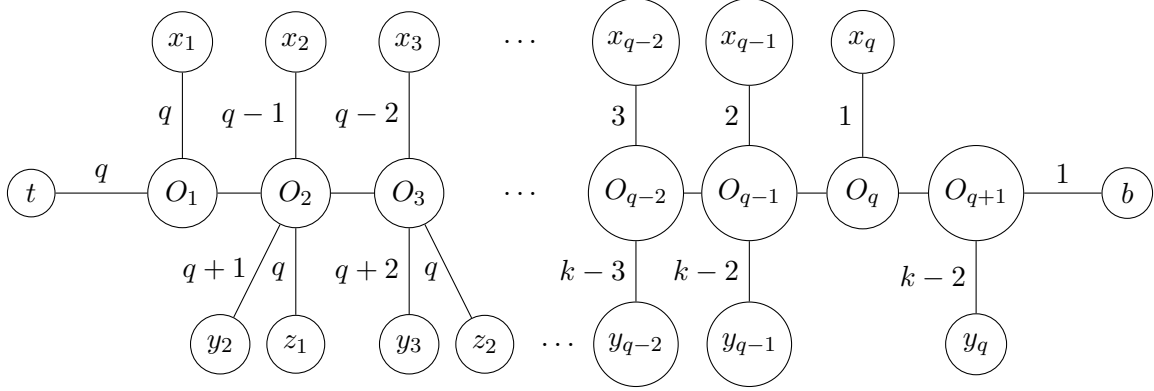 x₁ x₂ x₃ ⋯ x_{q−2} x_{q−1} x_q
q q − 1 q − 2 3 2 1
t q O₁ O₂ O₃ ⋯ O_{q−2} O_{q−1} O_q O_{q+1} 1 b
q + 1 q q + 2 q k − 3 k − 2 k − 2
y₂ z₁ y₃ z₂ ⋯ y_{q−2} y_{q−1} y_q